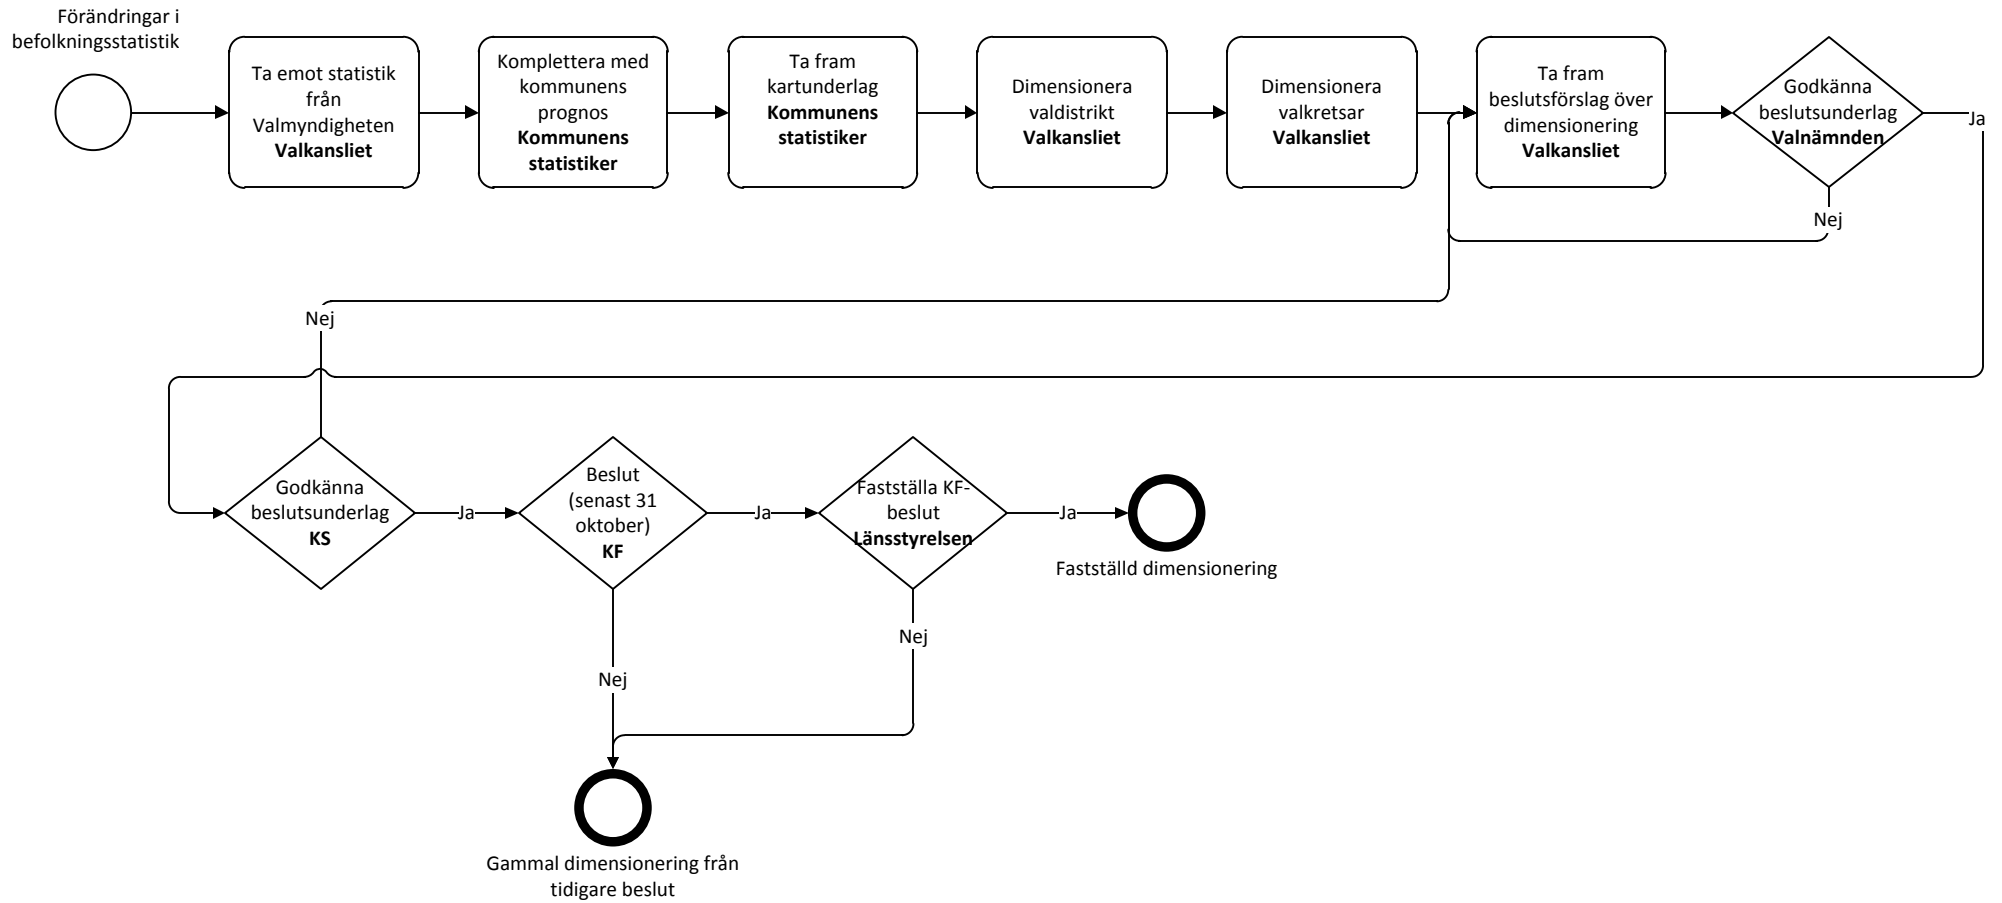 Förändringar i
befolkningsstatistik
Ta emot statistik
från
Valmyndigheten
Valkansliet
Komplettera med
kommunens
prognos
Kommunens
statistiker
Ta fram
kartunderlag
Kommunens
statistiker
Dimensionera
valdistrikt
Valkansliet
Dimensionera
valkretsar
Valkansliet
Ta fram
beslutsförslag över
dimensionering
Valkansliet
Godkänna
beslutsunderlag
Valnämnden
Ja
Nej
Nej
Godkänna
beslutsunderlag
KS
Ja
Beslut
(senast 31
oktober)
KF
Ja
Fastställa KF-
beslut
Länsstyrelsen
Ja
Fastställd dimensionering
Nej
Nej
Gammal dimensionering från
tidigare beslut